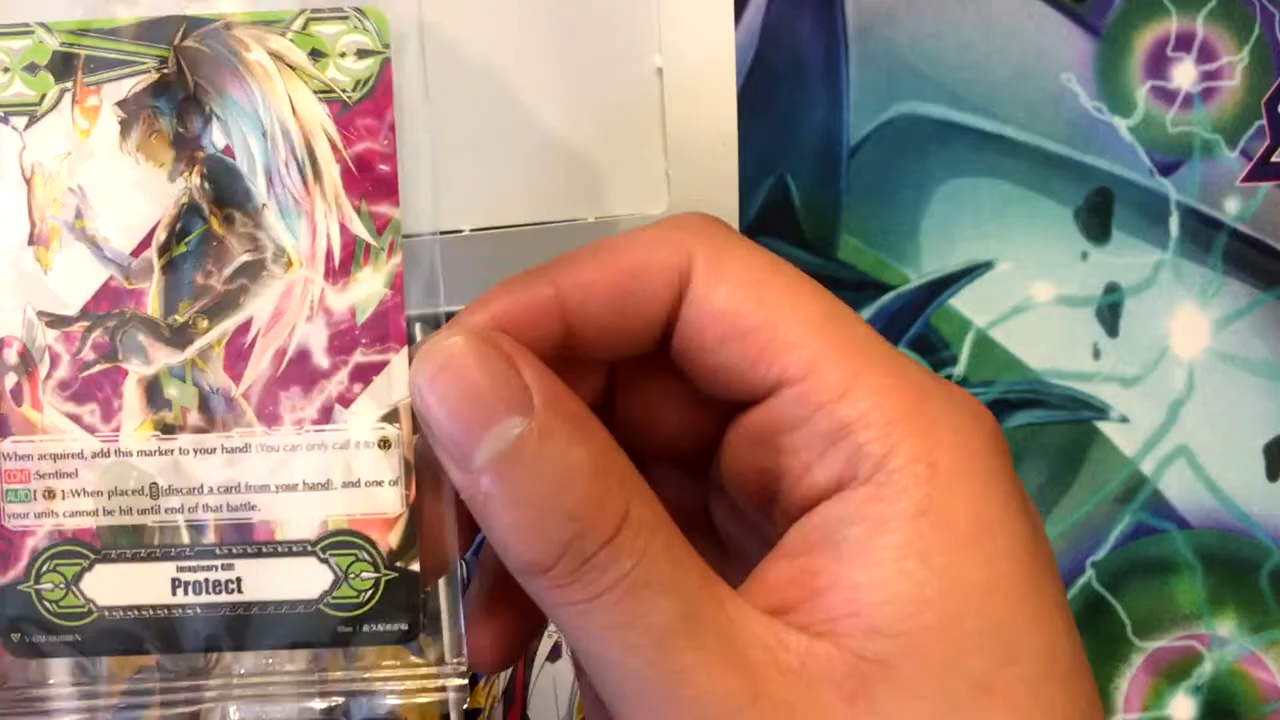 When acquired, add this marker to your hand! (You can only call it to )
CONT:Sentinel
AUTO[ ]:When placed, [discard a card from your hand], and one of
your units cannot be hit until end of that battle.
Imaginary Gift
Protect